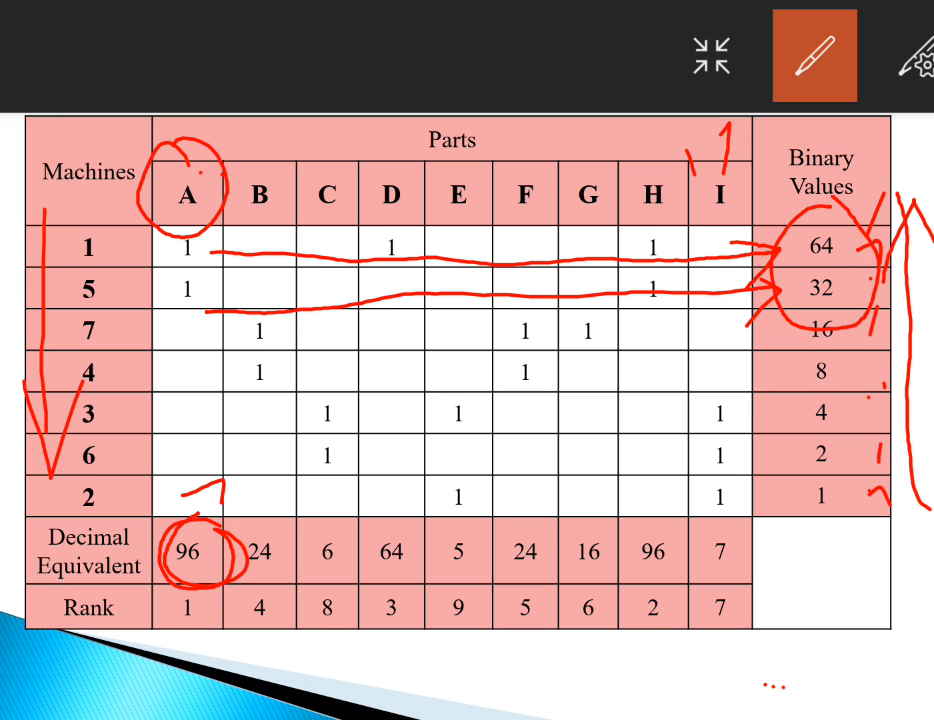 Parts
Machines
Binary
Values
A B C D E F G H I
1 1 1 1 64
5 1 1 32
7 1 1 1 16
4 1 1 8
3 1 1 1 4
6 1 1 2
2 1 1 1
Decimal
Equivalent
96 24 6 64 5 24 16 96 7
Rank 1 4 8 3 9 5 6 2 7